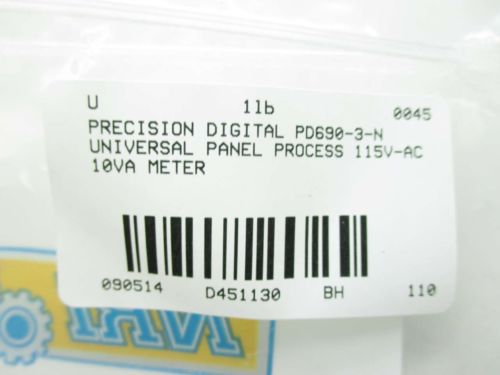 U 1lb 0045
PRECISION DIGITAL PD690-3-N
UNIVERSAL PANEL PROCESS 115V-AC
10VA METER
090514 D451130 BH 110